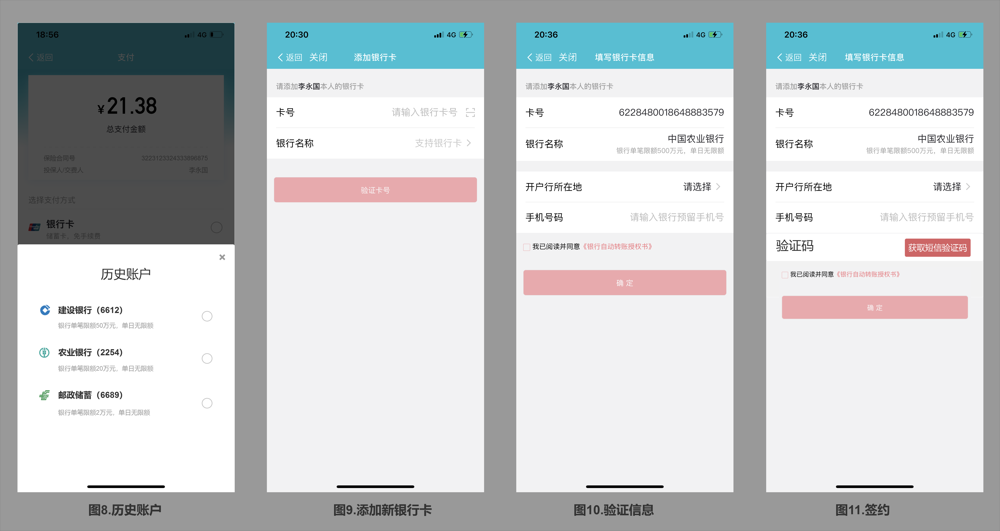 18:56
4G
返回
支付
¥21.38
总支付金额
保险合同号 3223123324333896875
投保人/交费人 李永国
选择支付方式
银行卡
储蓄卡，免手续费
历史账户
建设银行（6612）
银行单笔限额50万元，单日无限额
农业银行（2254）
银行单笔限额20万元，单日无限额
邮政储蓄（6689）
银行单笔限额2万元，单日无限额
图8.历史账户
20:30
4G
返回 关闭 添加银行卡
请添加李永国本人的银行卡
卡号 请输入银行卡号
银行名称 支持银行卡
验证卡号
图9.添加新银行卡
20:36
4G
返回 关闭 填写银行卡信息
请添加李永国本人的银行卡
卡号 6228480018648883579
银行名称 中国农业银行
银行单笔限额500万元，单日无限额
开户行所在地 请选择
手机号码 请输入银行预留手机号
我已阅读并同意《银行自动转账授权书》
确 定
图10.验证信息
20:36
4G
返回 关闭 填写银行卡信息
请添加李永国本人的银行卡
卡号 6228480018648883579
银行名称 中国农业银行
银行单笔限额500万元，单日无限额
开户行所在地 请选择
手机号码 请输入银行预留手机号
验证码 获取短信验证码
我已阅读并同意《银行自动转账授权书》
确 定
图11.签约